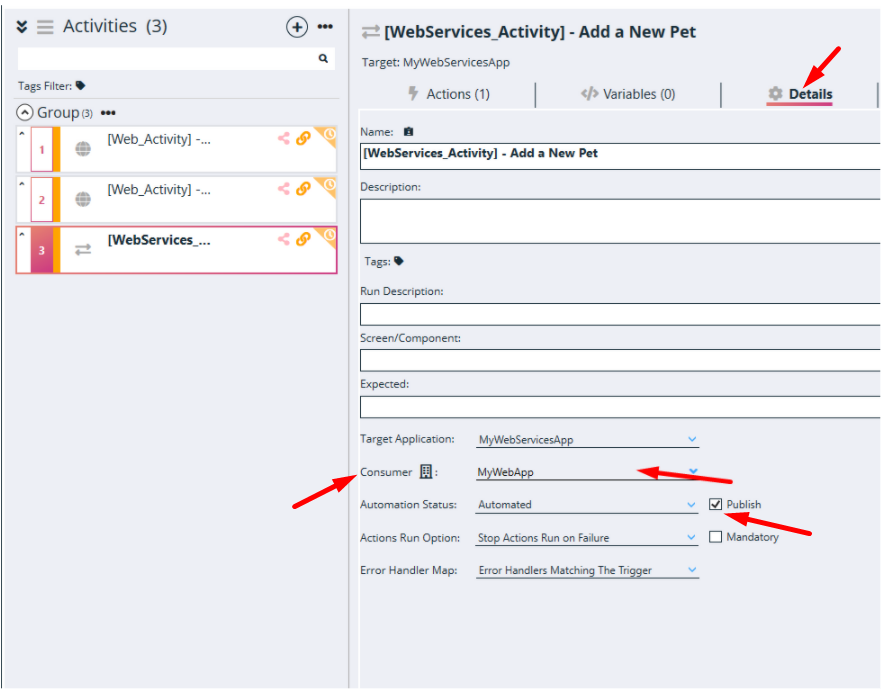 Activities (3)
Tags Filter:
Group(3)
1
[Web_Activity] -...
2
[Web_Activity] -...
3
[WebServices_...
[WebServices_Activity] - Add a New Pet
Target: MyWebServicesApp
Actions (1)
</> Variables (0)
Details
Name:
[WebServices_Activity] - Add a New Pet
Description:
Tags:
Run Description:
Screen/Component:
Expected:
Target Application: MyWebServicesApp
Consumer : MyWebApp
Automation Status: Automated Publish
Actions Run Option: Stop Actions Run on Failure Mandatory
Error Handler Map: Error Handlers Matching The Trigger